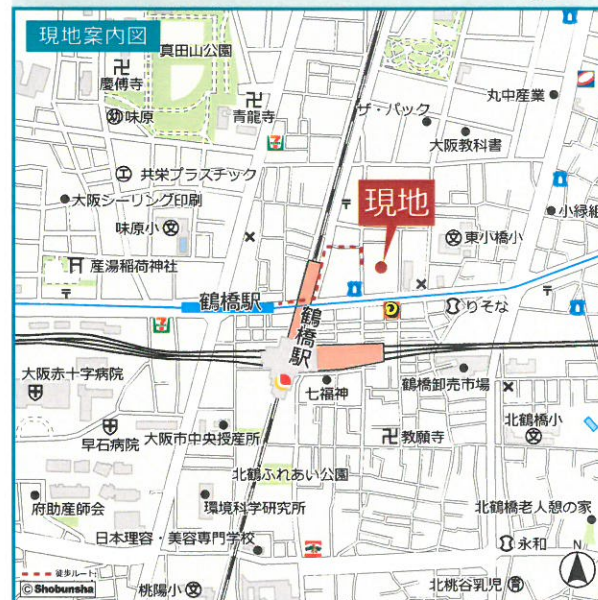 現地案内図
真田山公園
慶傳寺
幼 味原
青龍寺
ザ・パック
丸中産業
大阪教科書
工 共栄プラスチック
大阪シーリング印刷
味原小 文
現地
小緑組
文 東小橋小
産湯稲荷神社
鶴橋駅
りそな
鶴橋駅
大阪赤十字病院
七福神
鶴橋卸売市場
早石病院
大阪市中央授産所
教願寺
北鶴橋小
文
北鶴ふれあい公園
府助産師会
環境科学研究所
北鶴橋老人憩の家
日本理容・美容専門学校
永和
徒歩ルート
© Shobunsha
桃陽小 文
北桃谷乳児 育
N